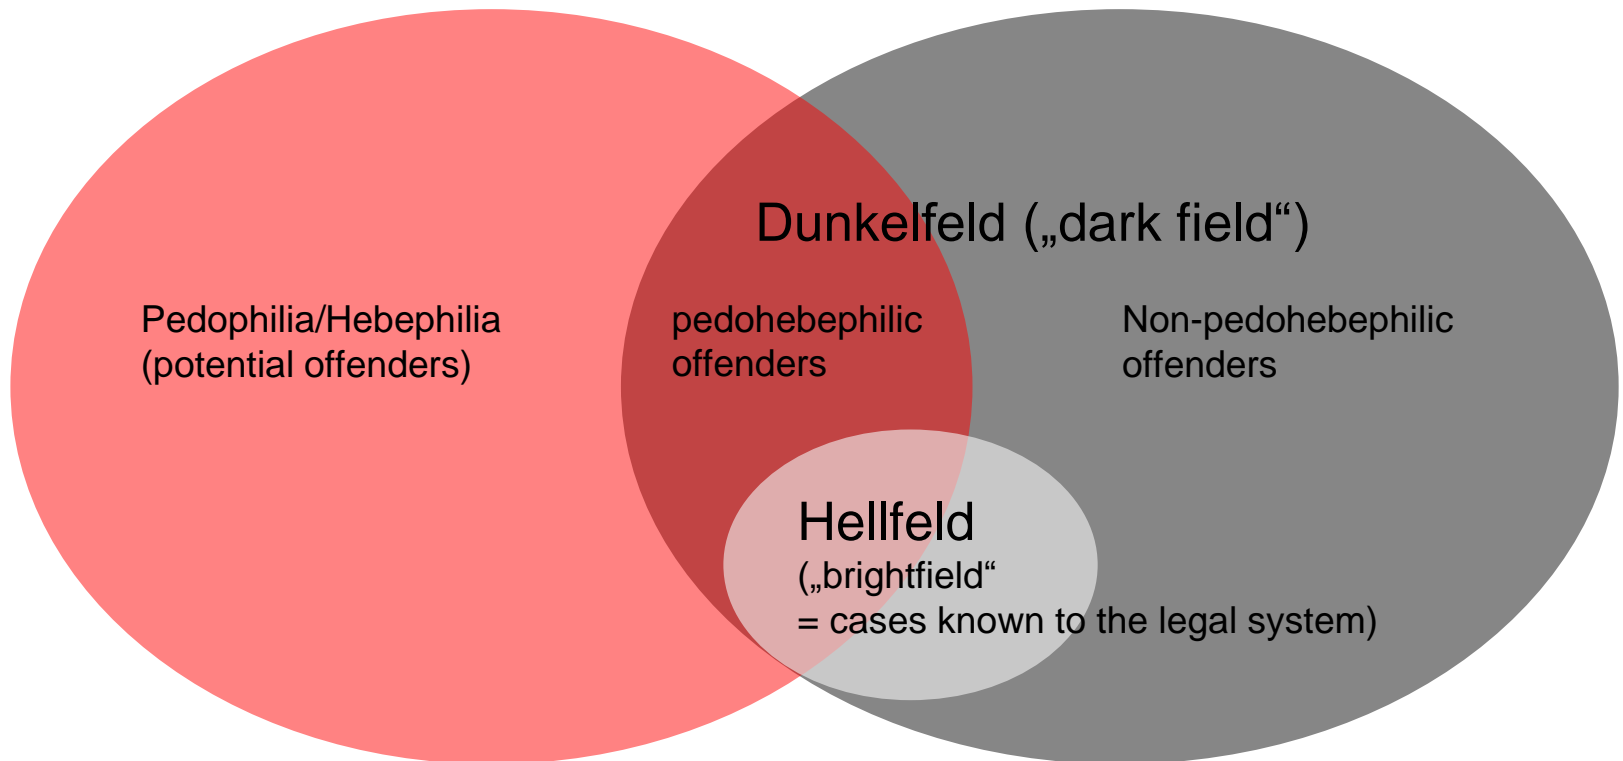 Dunkelfeld („dark field“)
Pedophilia/Hebephilia
(potential offenders)
pedohebephilic
offenders
Non-pedohebephilic
offenders
Hellfeld
(„brightfield“
= cases known to the legal system)